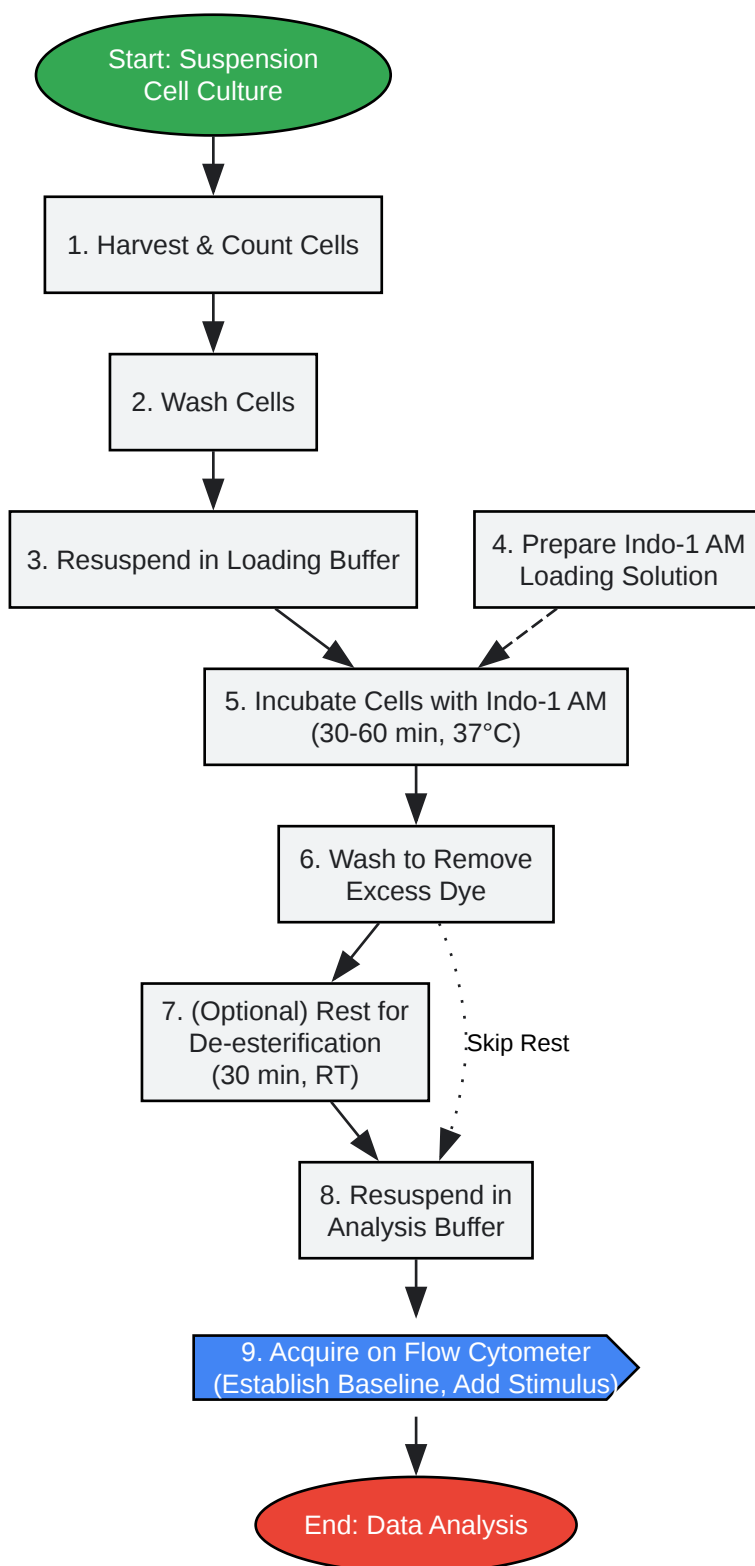 Start: Suspension
Cell Culture
1. Harvest & Count Cells
2. Wash Cells
3. Resuspend in Loading Buffer
4. Prepare Indo-1 AM
Loading Solution
5. Incubate Cells with Indo-1 AM
(30-60 min, 37°C)
6. Wash to Remove
Excess Dye
7. (Optional) Rest for
De-esterification
(30 min, RT)
Skip Rest
8. Resuspend in
Analysis Buffer
9. Acquire on Flow Cytometer
(Establish Baseline, Add Stimulus)
End: Data Analysis